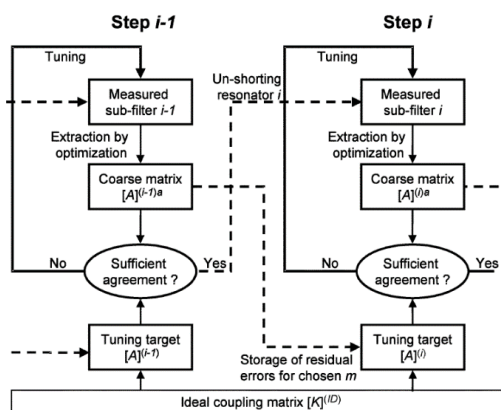 Step i-1
Step i
Tuning
Measured
sub-filter i-1
Extraction by
optimization
Coarse matrix
[A]^(i-1)a
No
Sufficient
agreement ?
Yes
Tuning target
[A]^(i-1)
Un-shorting
resonator i
Storage of residual
errors for chosen m
Tuning
Measured
sub-filter i
Extraction by
optimization
Coarse matrix
[A]^(i)a
No
Sufficient
agreement ?
Yes
Tuning target
[A]^(i)
Ideal coupling matrix [K]^(ID)